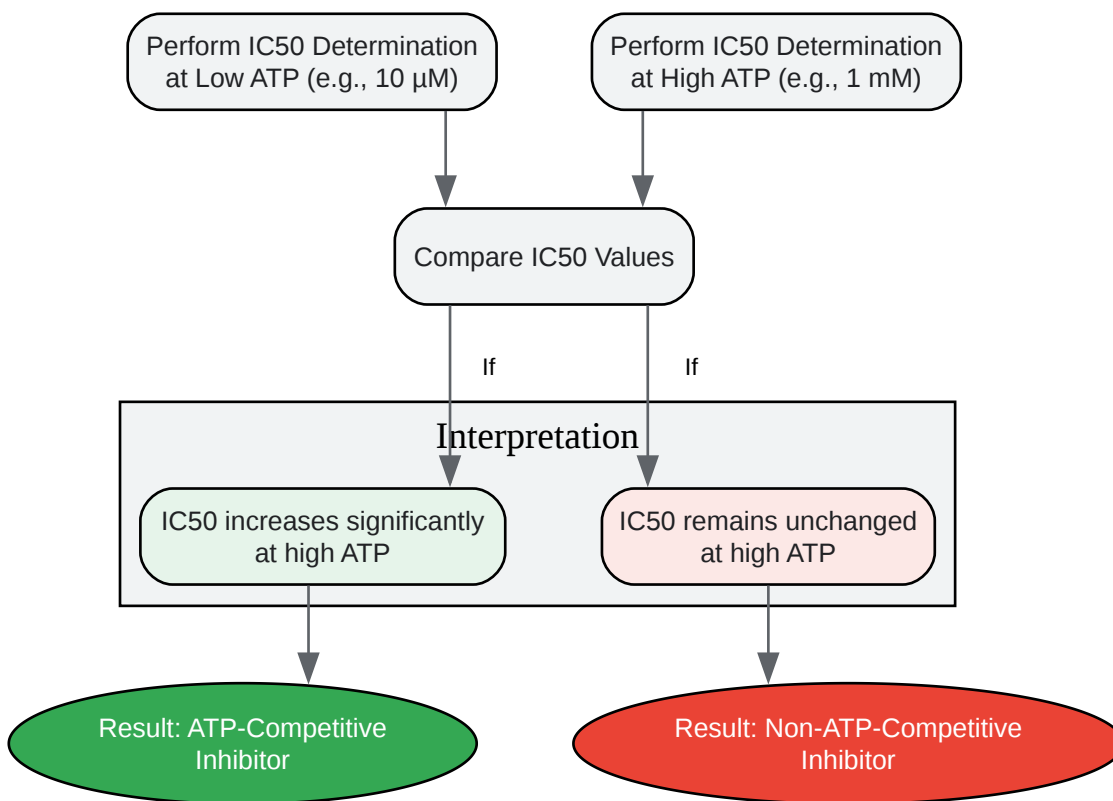 Perform IC50 Determination
at Low ATP (e.g., 10 µM)
Perform IC50 Determination
at High ATP (e.g., 1 mM)
Compare IC50 Values
If
If
Interpretation
IC50 increases significantly
at high ATP
IC50 remains unchanged
at high ATP
Result: ATP-Competitive
Inhibitor
Result: Non-ATP-Competitive
Inhibitor